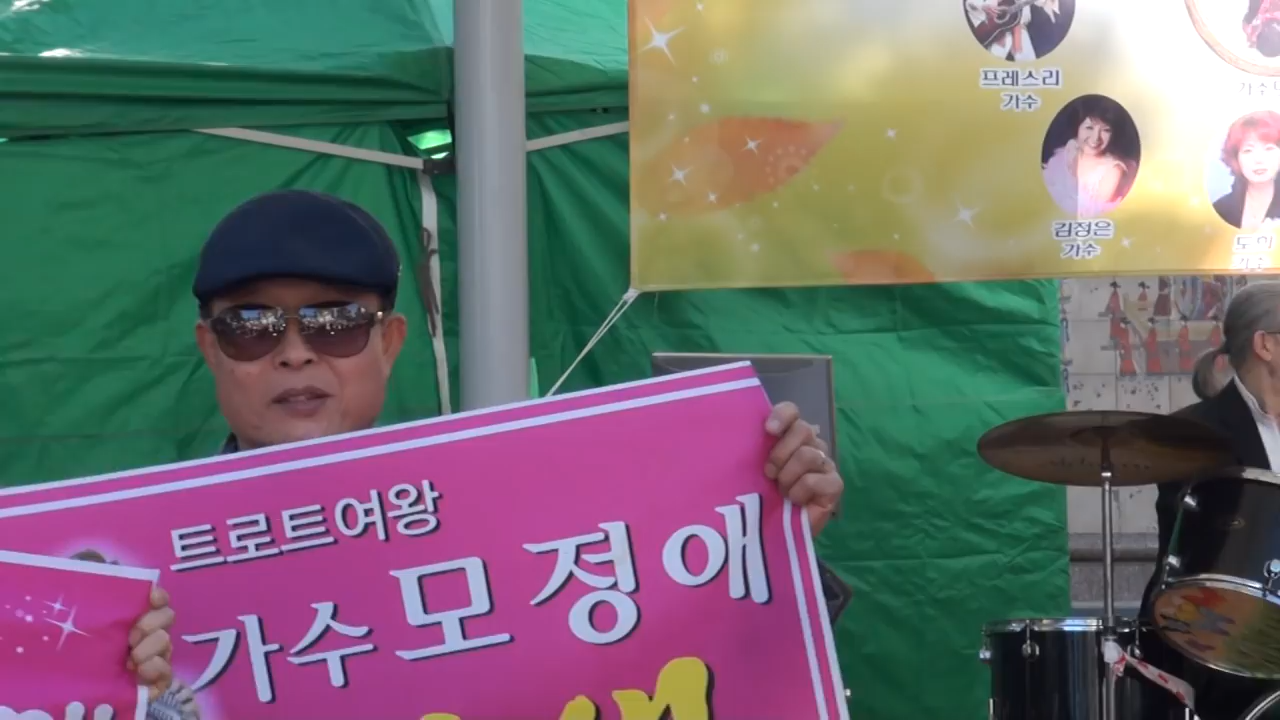 프레스리
가수
김정은
가수
트로트여왕
가수 모정애